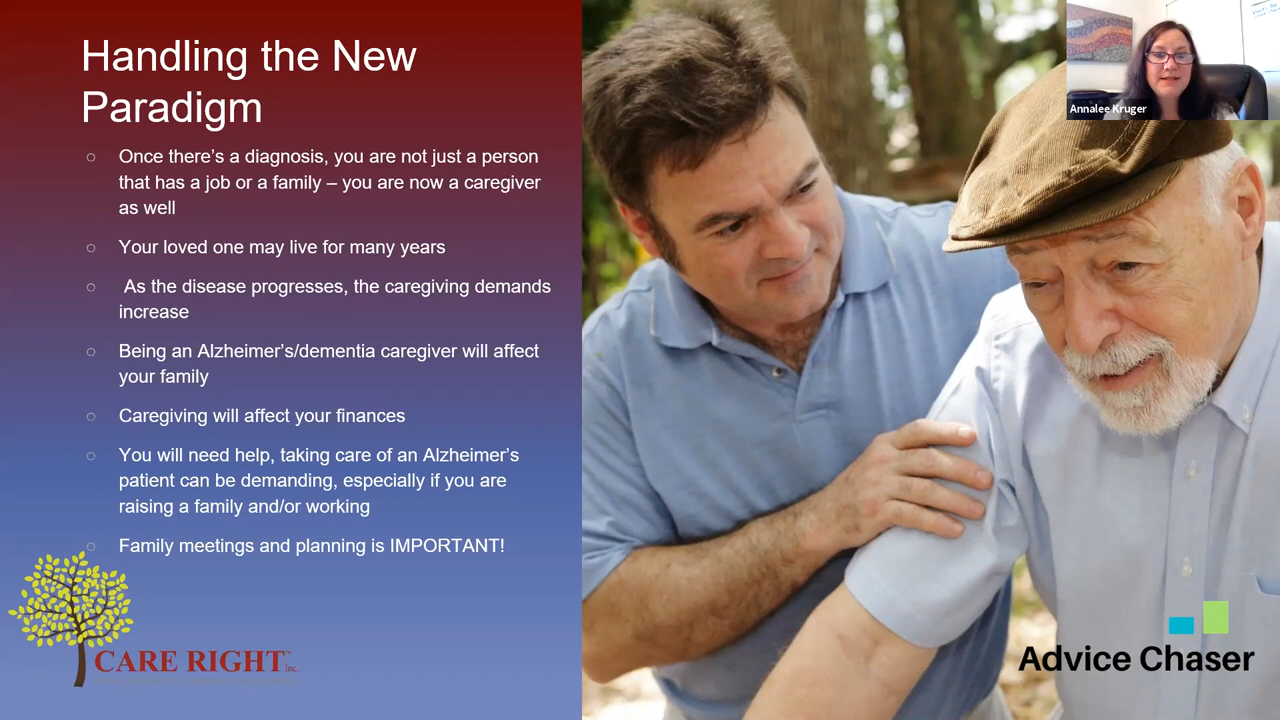 Handling the New
Paradigm
Once there’s a diagnosis, you are not just a person
that has a job or a family – you are now a caregiver
as well
Your loved one may live for many years
As the disease progresses, the caregiving demands
increase
Being an Alzheimer’s/dementia caregiver will affect
your family
Caregiving will affect your finances
You will need help, taking care of an Alzheimer’s
patient can be demanding, especially if you are
raising a family and/or working
Family meetings and planning is IMPORTANT!
CARE RIGHT™ Inc.
Annalee Kruger
Advice Chaser